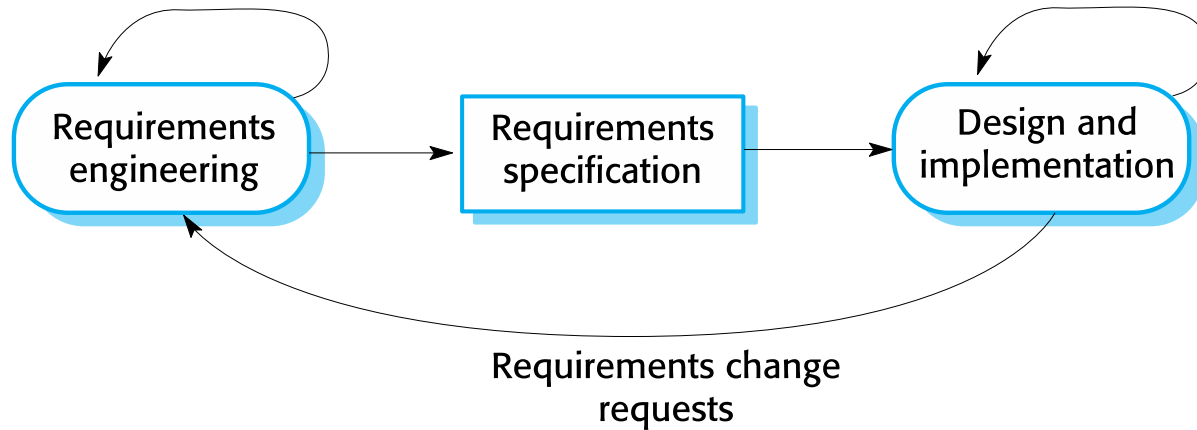 Requirements
engineering
Requirements
specification
Design and
implementation
Requirements change
requests